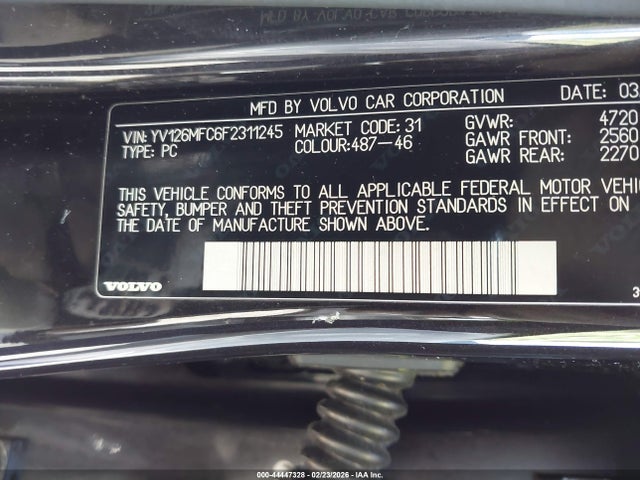 MFD BY VOLVO CAR CORPORATION DATE: 03
VIN:YV126MFC6F2311245 MARKET CODE: 31 GVWR: 4720
TYPE: PC COLOUR:487-46 GAWR FRONT: 2560
GAWR REAR: 2270
THIS VEHICLE CONFORMS TO ALL APPLICABLE FEDERAL MOTOR VEHIC
SAFETY, BUMPER AND THEFT PREVENTION STANDARDS IN EFFECT ON
THE DATE OF MANUFACTURE SHOWN ABOVE.
VOLVO
000-44447328 - 02/23/2026 - IAA Inc.